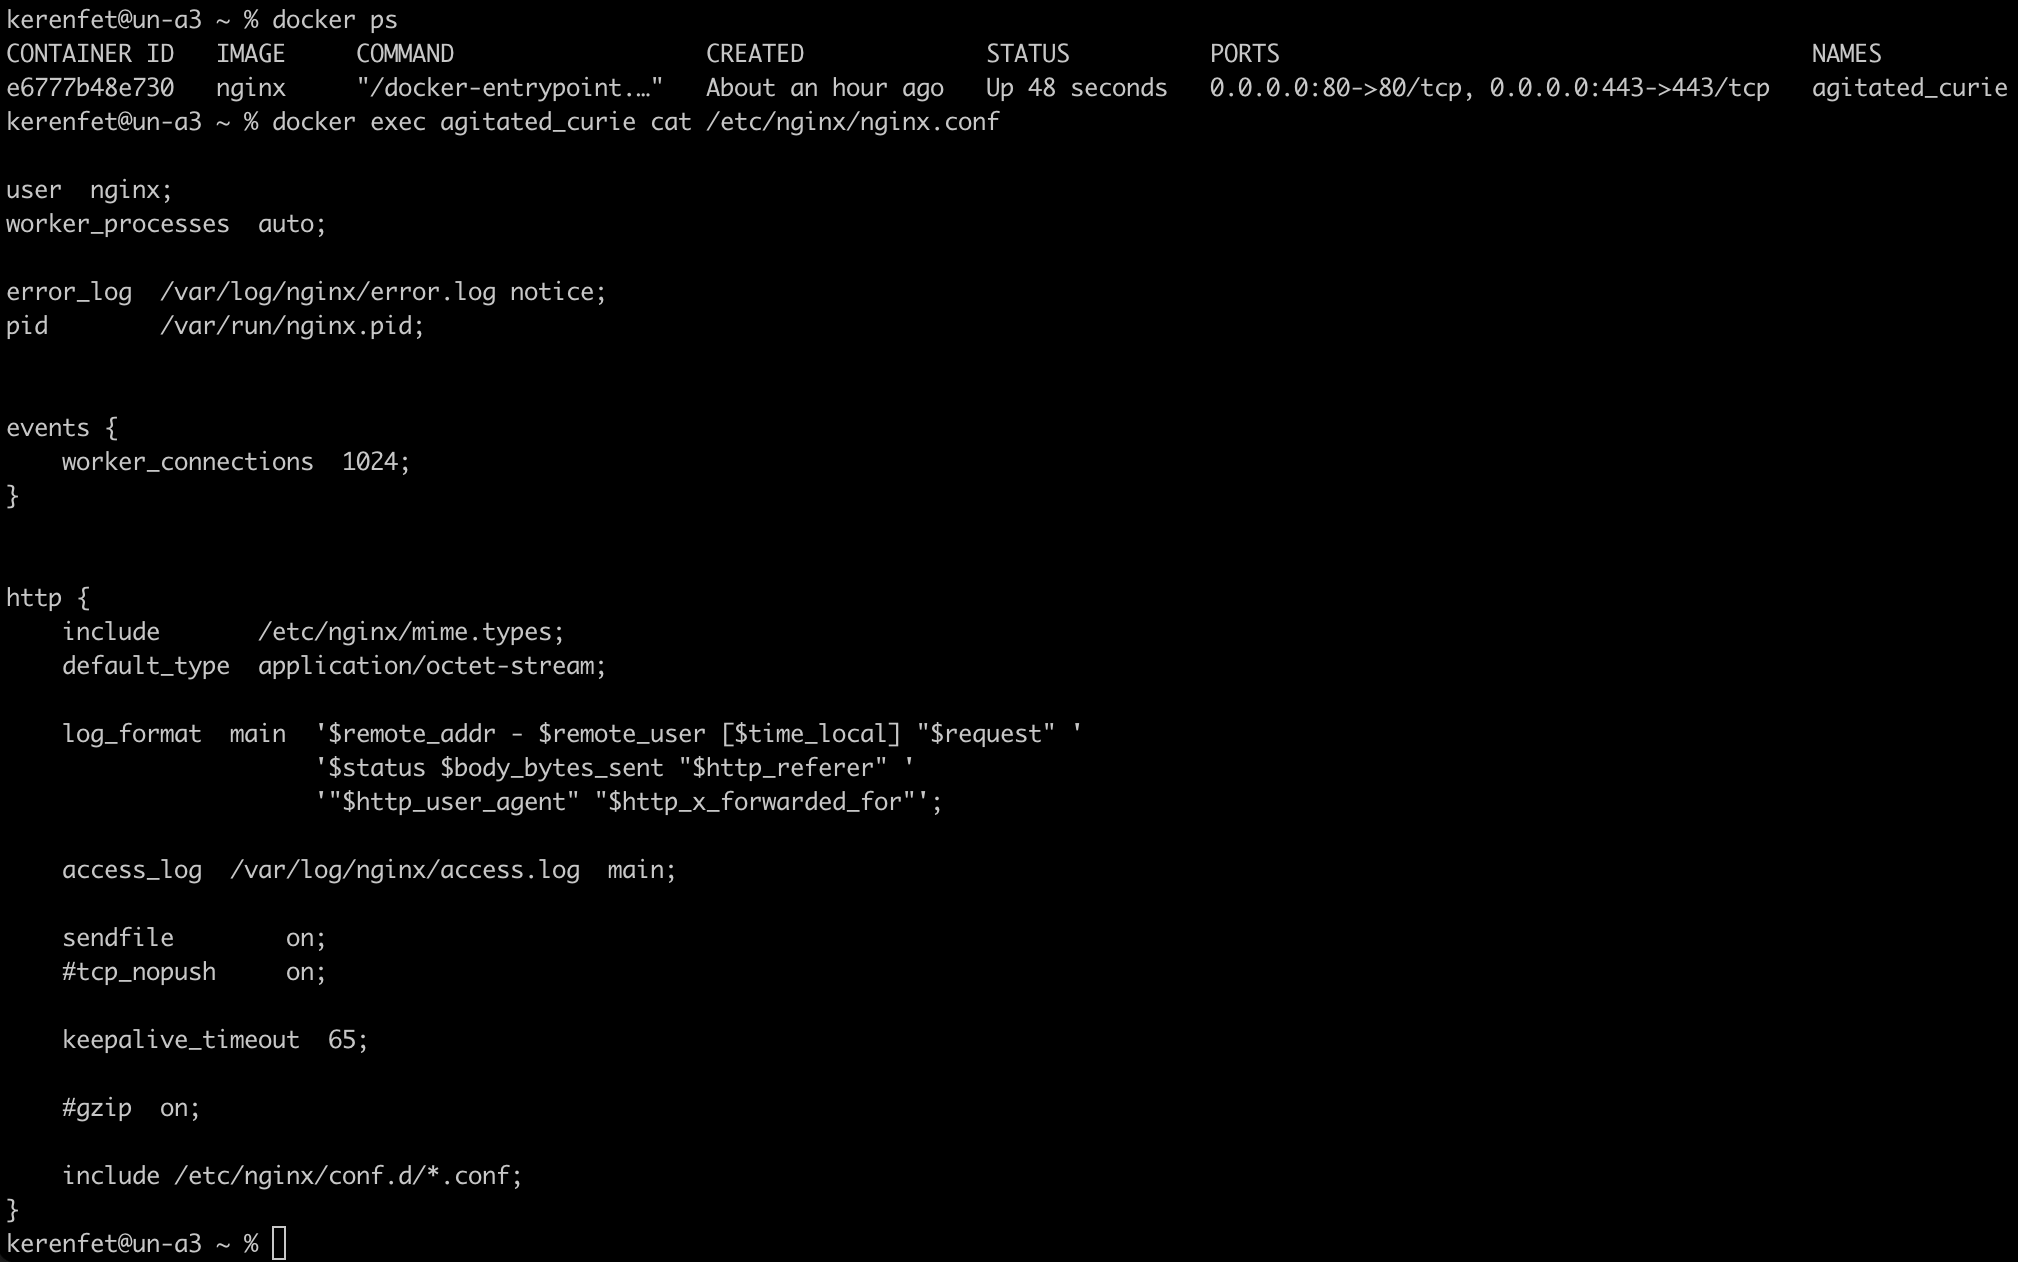 kerenfet@un-a3 ~ % docker ps
CONTAINER ID   IMAGE     COMMAND                  CREATED             STATUS          PORTS                                      NAMES
e6777b48e730   nginx     "/docker-entrypoint.…"   About an hour ago   Up 48 seconds   0.0.0.0:80->80/tcp, 0.0.0.0:443->443/tcp   agitated_curie
kerenfet@un-a3 ~ % docker exec agitated_curie cat /etc/nginx/nginx.conf

user  nginx;
worker_processes  auto;

error_log  /var/log/nginx/error.log notice;
pid        /var/run/nginx.pid;


events {
    worker_connections  1024;
}


http {
    include       /etc/nginx/mime.types;
    default_type  application/octet-stream;

    log_format  main  '$remote_addr - $remote_user [$time_local] "$request" '
                      '$status $body_bytes_sent "$http_referer" '
                      '"$http_user_agent" "$http_x_forwarded_for"';

    access_log  /var/log/nginx/access.log  main;

    sendfile        on;
    #tcp_nopush     on;

    keepalive_timeout  65;

    #gzip  on;

    include /etc/nginx/conf.d/*.conf;
}
kerenfet@un-a3 ~ %